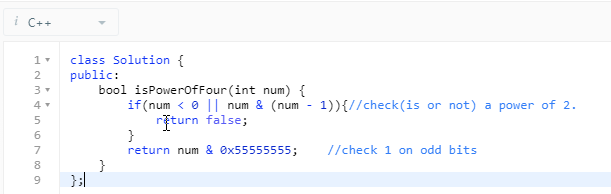 i C++
1 class Solution {
2 public:
3 bool isPowerOfFour(int num) {
4 if(num < 0 || num & (num - 1)){//check(is or not) a power of 2.
5 return false;
6 }
7 return num & 0x55555555; //check 1 on odd bits
8 }
9 };